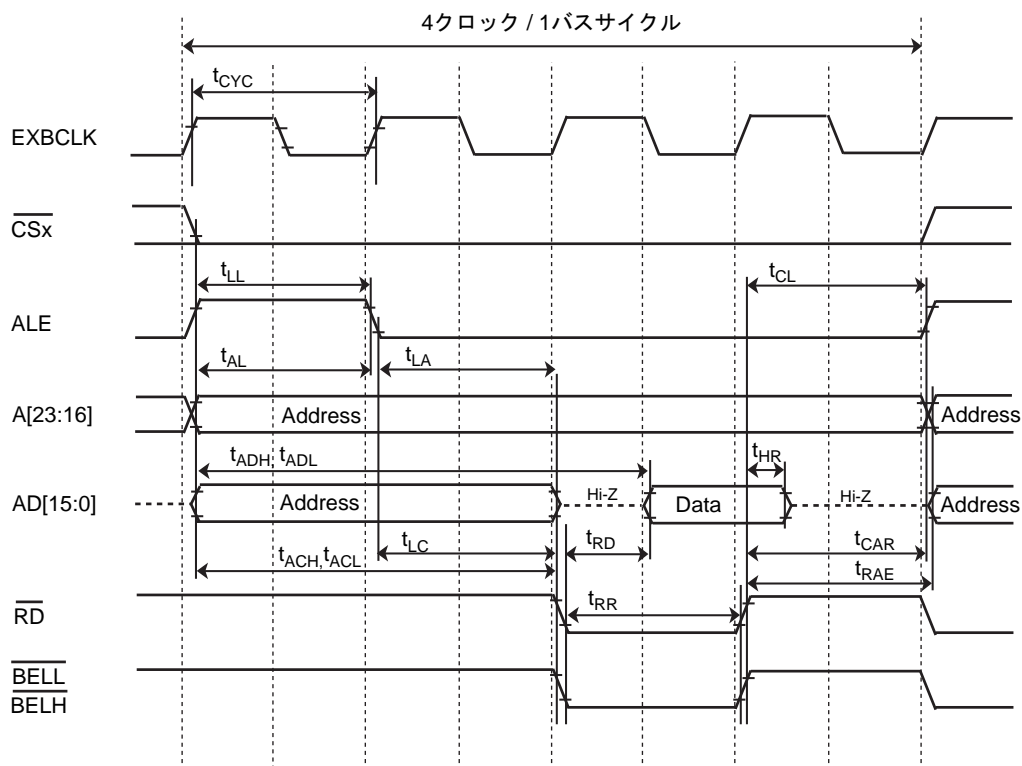 4クロック / 1バスサイクル
tCYC
EXBCLK
CSx
tLL
tCL
ALE
tAL
tLA
A[23:16]
Address
Address
tADH, tADL
tHR
AD[15:0]
Address
Hi-Z
Data
Hi-Z
Address
tLC
tRD
tCAR
tACH,tACL
tRAE
tRR
RD
BELL
BELH